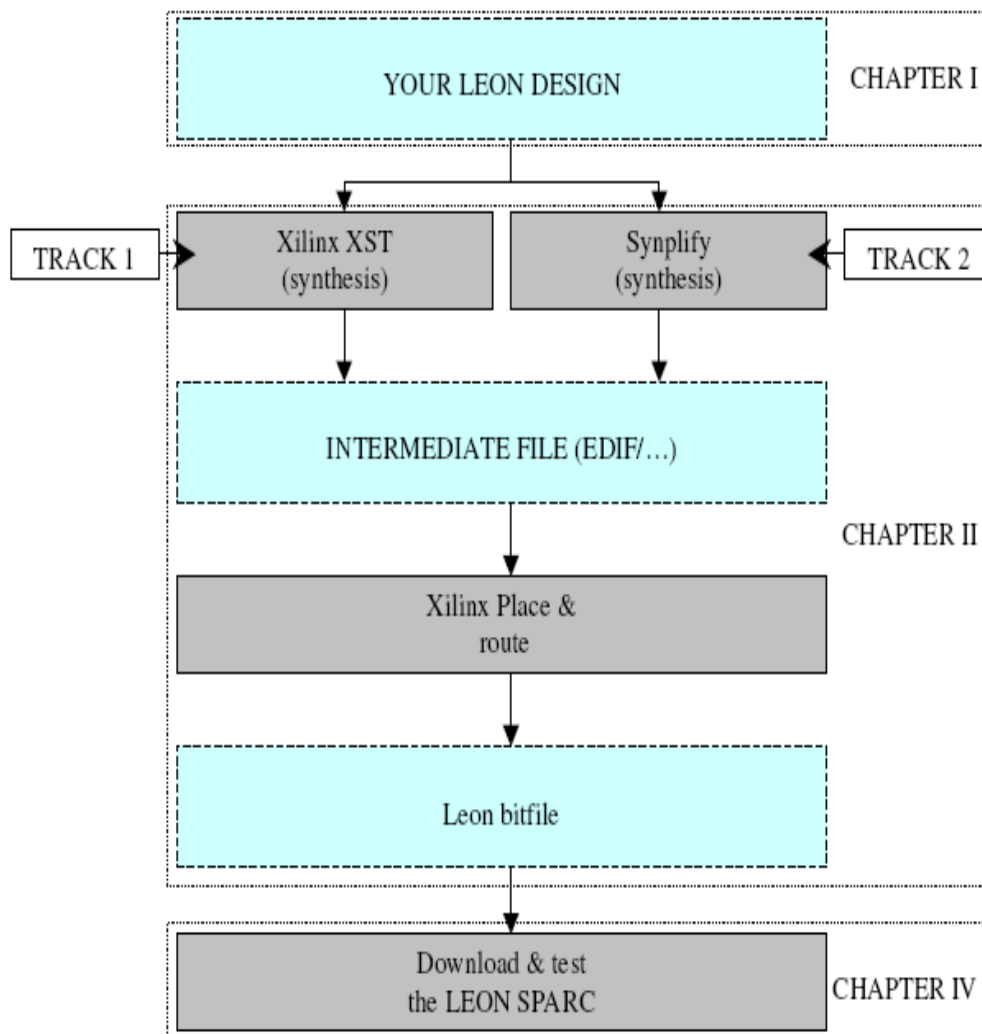 YOUR LEON DESIGN
CHAPTER I
TRACK 1
Xilinx XST
(synthesis)
Synplify
(synthesis)
TRACK 2
INTERMEDIATE FILE (EDIF/…)
CHAPTER II
Xilinx Place &
route
Leon bitfile
Download & test
the LEON SPARC
CHAPTER IV